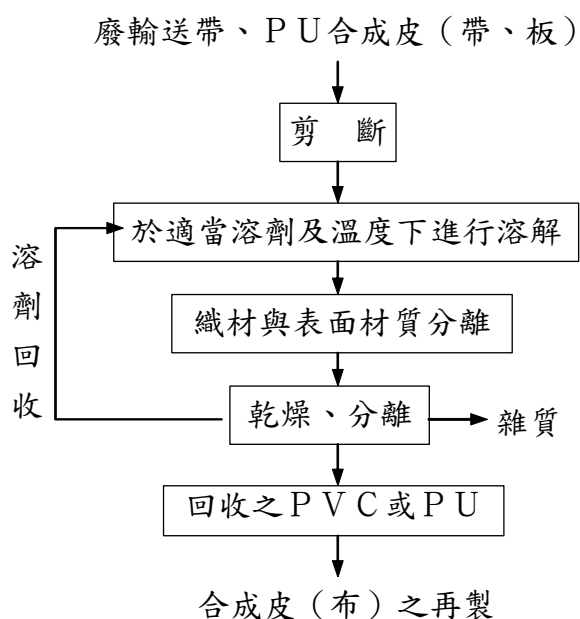 廢輸送帶、ＰＵ合成皮（帶、板）
剪　斷
於適當溶劑及溫度下進行溶解
溶劑回收
織材與表面材質分離
乾燥、分離
雜質
回收之ＰＶＣ或ＰＵ
合成皮（布）之再製